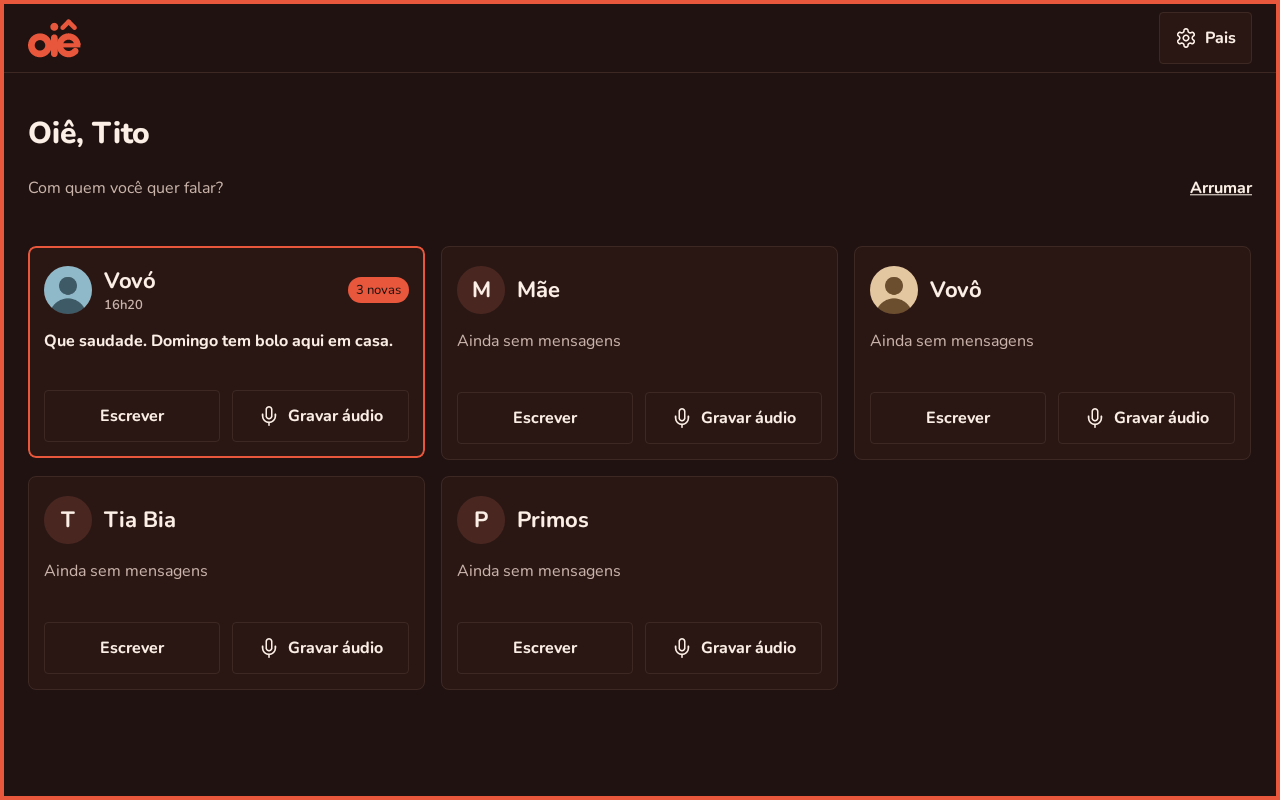 oiê
Pais
Oiê, Tito
Com quem você quer falar?
Arrumar
Vovó
16h20
3 novas
Que saudade. Domingo tem bolo aqui em casa.
Escrever
Gravar áudio
M
Mãe
Ainda sem mensagens
Escrever
Gravar áudio
Vovô
Ainda sem mensagens
Escrever
Gravar áudio
T
Tia Bia
Ainda sem mensagens
Escrever
Gravar áudio
P
Primos
Ainda sem mensagens
Escrever
Gravar áudio